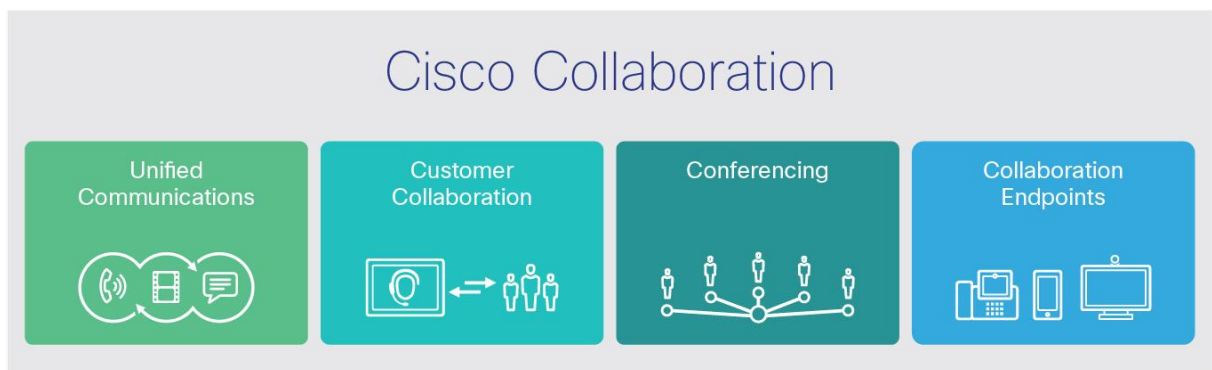 Cisco Collaboration
Unified
Communications
Customer
Collaboration
Conferencing
Collaboration
Endpoints